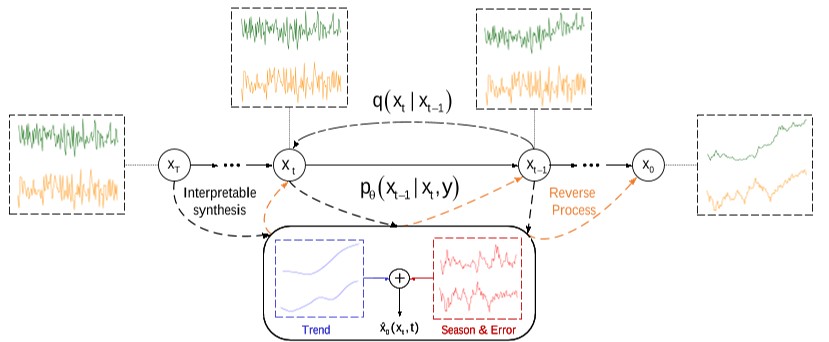 q(x_t | x_{t-1})
x_T
...
x_t
x_{t-1}
...
x_0
Interpretable
synthesis
p_θ(x_{t-1} | x_t, y)
Reverse
Process
+
Trend
x̂_0(x_t, t)
Season & Error